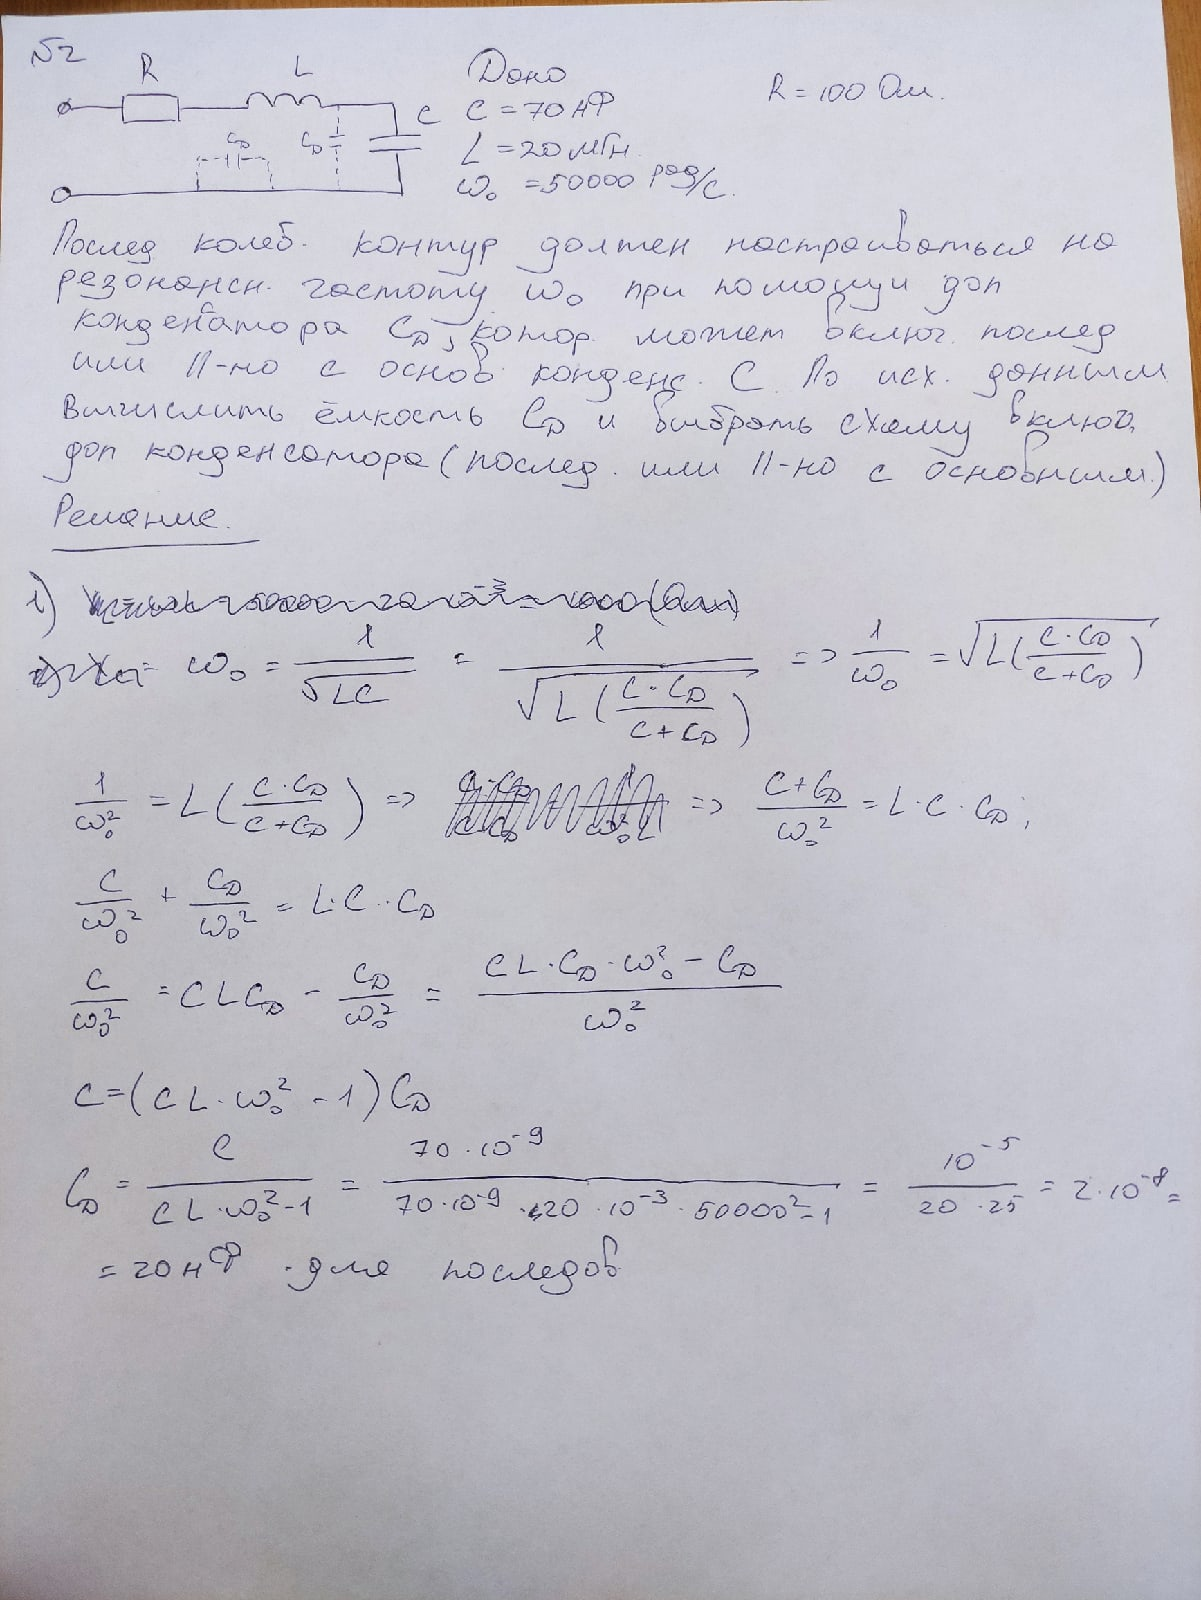 №2
R L C
C_D C_D
Дано
C = 70 нФ
L = 20 мГн.
ω₀ = 50000 рад/с.
R = 100 Ом.
Послед колеб. контур должен настраиваться на
резонансн. частоту ω₀ при помощи доп
конденсатора C_D, котор. может включ. послед
или II-но с основ конденс. C. По исх. данным
Вычислить ёмкость C_D и выбрать схему включ.
доп конденсатора (послед. или II-но с основным.)
Решение.
1)
ω₀ = 1/√(LC) = 1/√(L(C·C_D/(C+C_D))) => 1/ω₀ = √(L(C·C_D/(C+C_D)))
1/ω₀² = L(C·C_D/(C+C_D)) => => (C+C_D)/ω₀² = L·C·C_D;
C/ω₀² + C_D/ω₀² = L·C·C_D
C/ω₀² = CLC_D - C_D/ω₀² = (CL·C_D·ω₀² - C_D)/ω₀²
C = (CL·ω₀² - 1)C_D
C_D = C/(CL·ω₀²-1) = 70·10⁻⁹/(70·10⁻⁹·20·10⁻³·50000²-1) = 10⁻⁵/(20·25) = 2·10⁻⁸ =
= 20 нФ - для последов